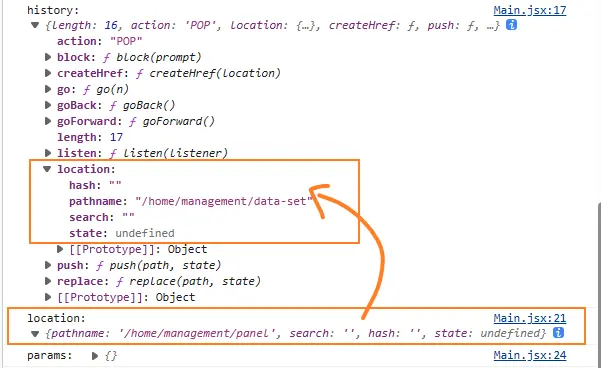 history: Main.jsx:17
▼ {length: 16, action: 'POP', location: {…}, createHref: ƒ, push: ƒ, …} i
action: "POP"
▶ block: ƒ block(prompt)
▶ createHref: ƒ createHref(location)
▶ go: ƒ go(n)
▶ goBack: ƒ goBack()
▶ goForward: ƒ goForward()
length: 17
▶ listen: ƒ listen(listener)
▼ location:
hash: ""
pathname: "/home/management/data-set"
search: ""
state: undefined
▶ [[Prototype]]: Object
▶ push: ƒ push(path, state)
▶ replace: ƒ replace(path, state)
▶ [[Prototype]]: Object
location: Main.jsx:21
▼ {pathname: '/home/management/panel', search: '', hash: '', state: undefined} i
params: ▶ {} Main.jsx:24